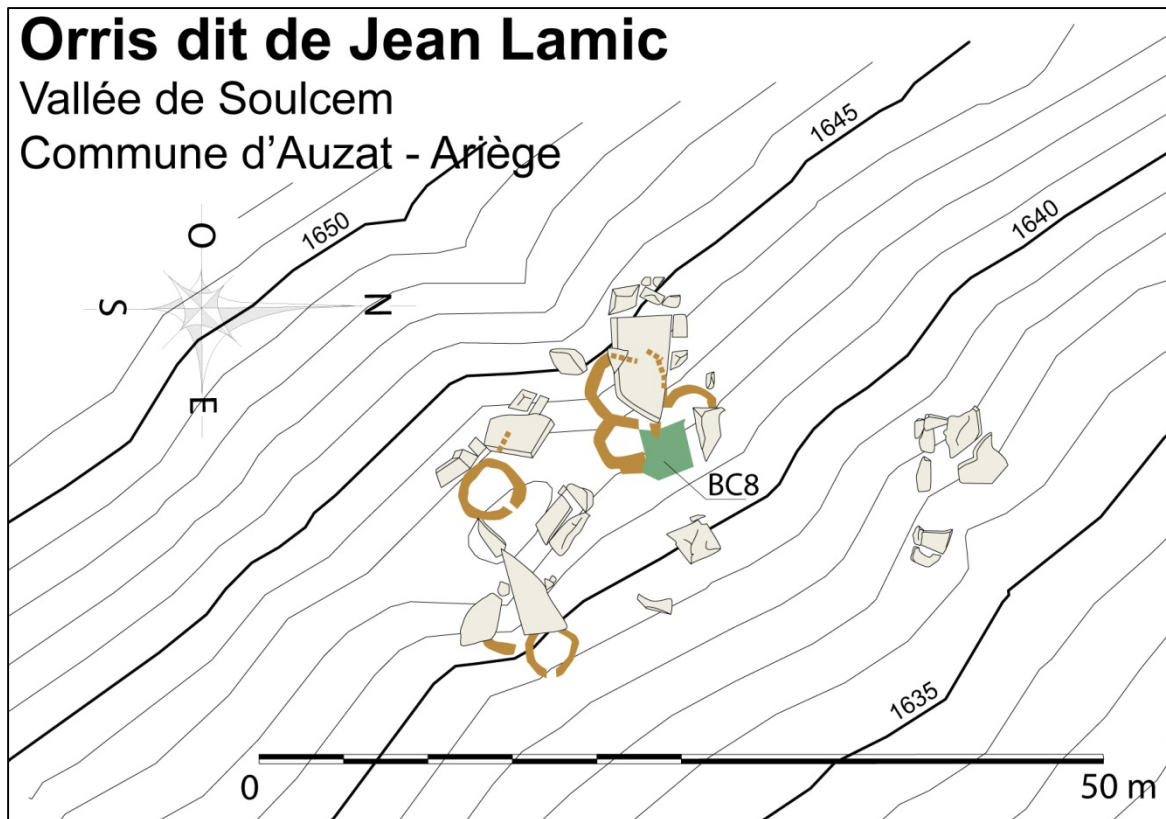 Orris dit de Jean Lamic
Vallée de Soulcem
Commune d'Auzat - Ariège
1645
1650
1640
O
S
N
E
BC8
1635
0
50 m